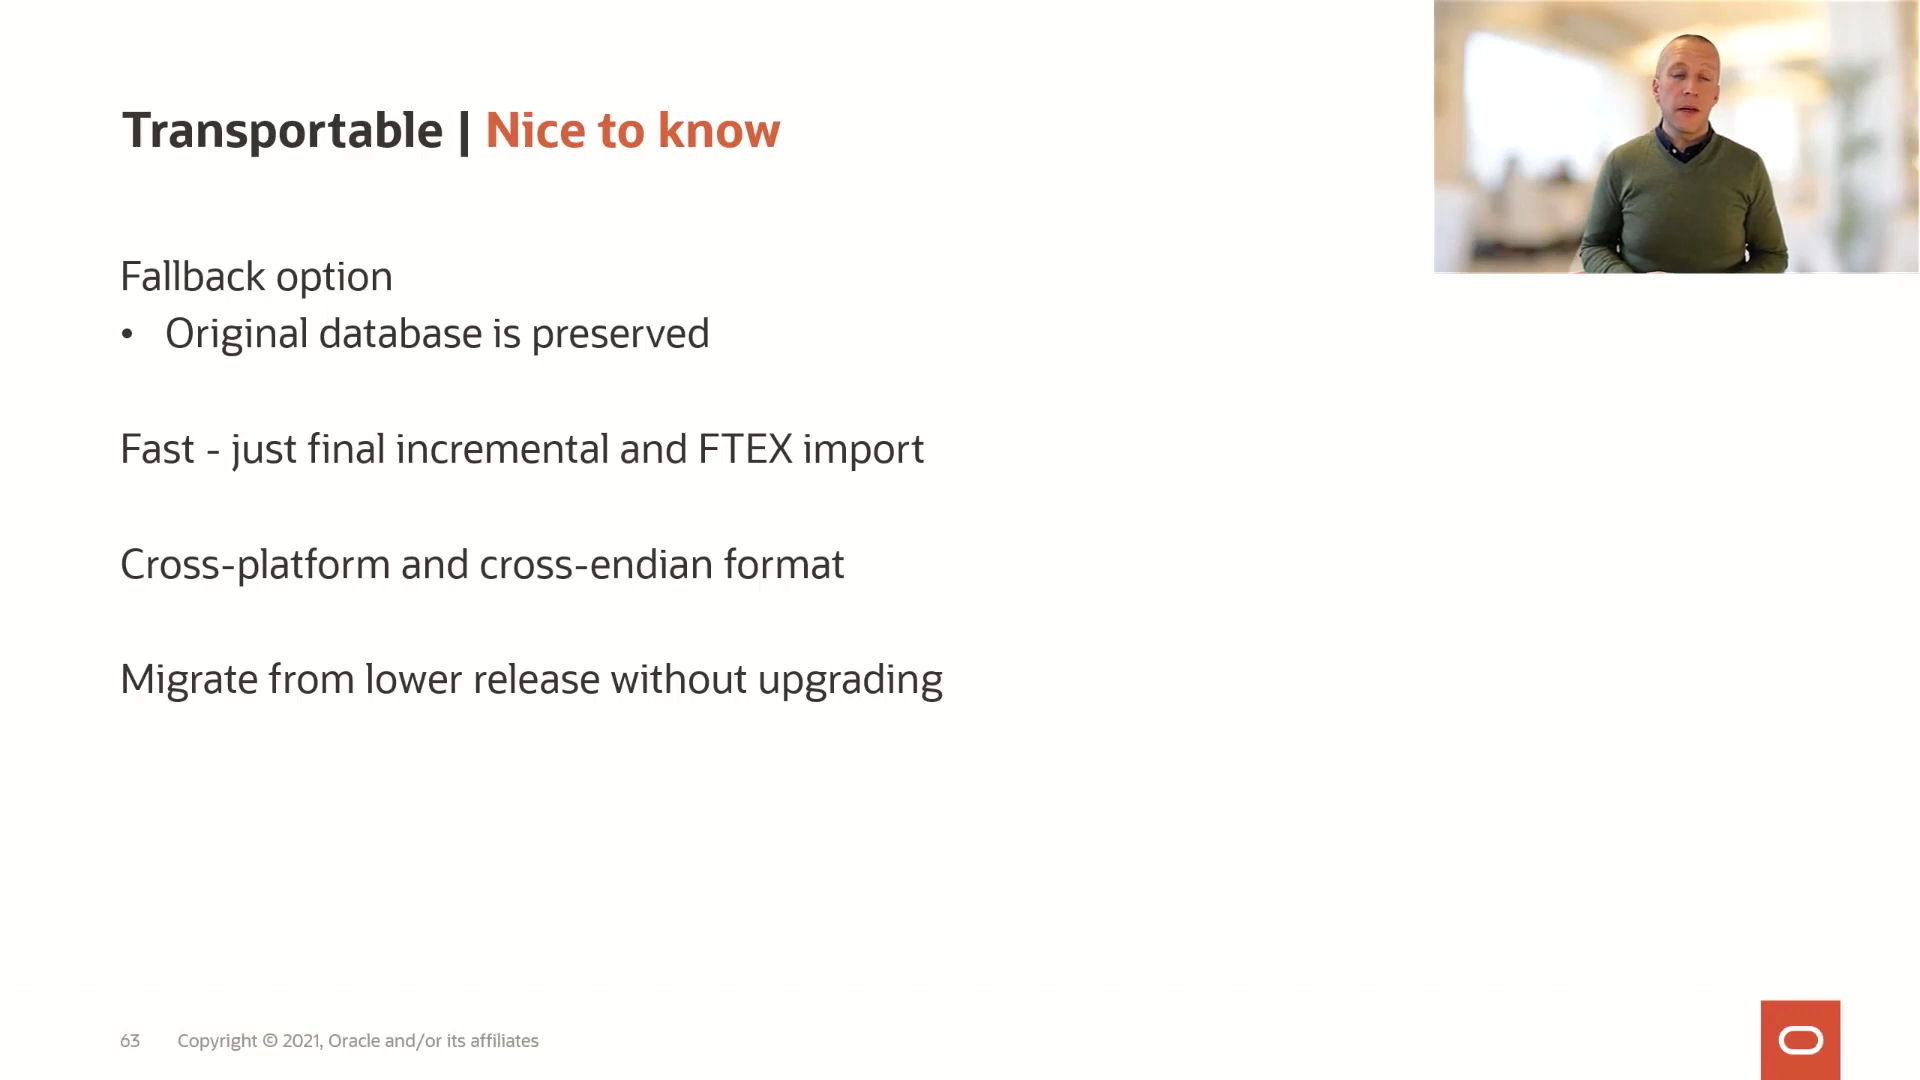 Transportable | Nice to know
Fallback option
• Original database is preserved
Fast - just final incremental and FTEX import
Cross-platform and cross-endian format
Migrate from lower release without upgrading
63 Copyright © 2021, Oracle and/or its affiliates